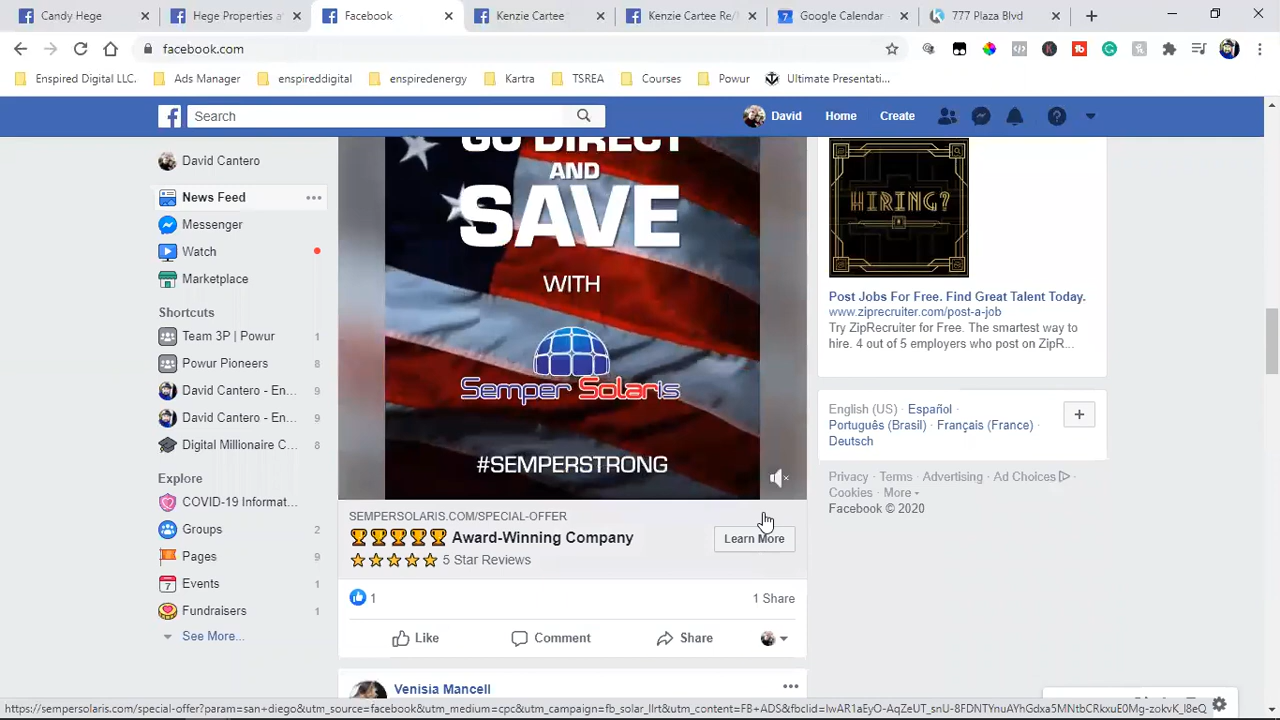 Candy Hege
Hege Properties a
Facebook
Kenzie Cartee
Kenzie Cartee Re/
Google Calendar -
777 Plaza Blvd
facebook.com
Enspired Digital LLC.
Ads Manager
enspireddigital
enspiredenergy
Kartra
TSREA
Courses
Powur
Ultimate Presentati...
Search
David
Home
Create
David Cantero
News Feed
Messenger
Watch
Marketplace
Shortcuts
Team 3P | Powur 1
Powur Pioneers 8
David Cantero - En... 9
David Cantero - En... 9
Digital Millionaire C... 8
Explore
COVID-19 Informat...
Groups 2
Pages 9
Events 1
Fundraisers 1
See More...
GO DIRECT
AND
SAVE
WITH
Semper Solaris
#SEMPERSTRONG
SEMPERSOLARIS.COM/SPECIAL-OFFER
Award-Winning Company
Learn More
5 Star Reviews
1
1 Share
Like
Comment
Share
Venisia Mancell
HIRING?
Post Jobs For Free. Find Great Talent Today.
www.ziprecruiter.com/post-a-job
Try ZipRecruiter for Free. The smartest way to
hire. 4 out of 5 employers who post on ZipR...
English (US) · Español ·
Português (Brasil) · Français (France) ·
Deutsch
Privacy · Terms · Advertising · Ad Choices
Cookies · More
Facebook © 2020